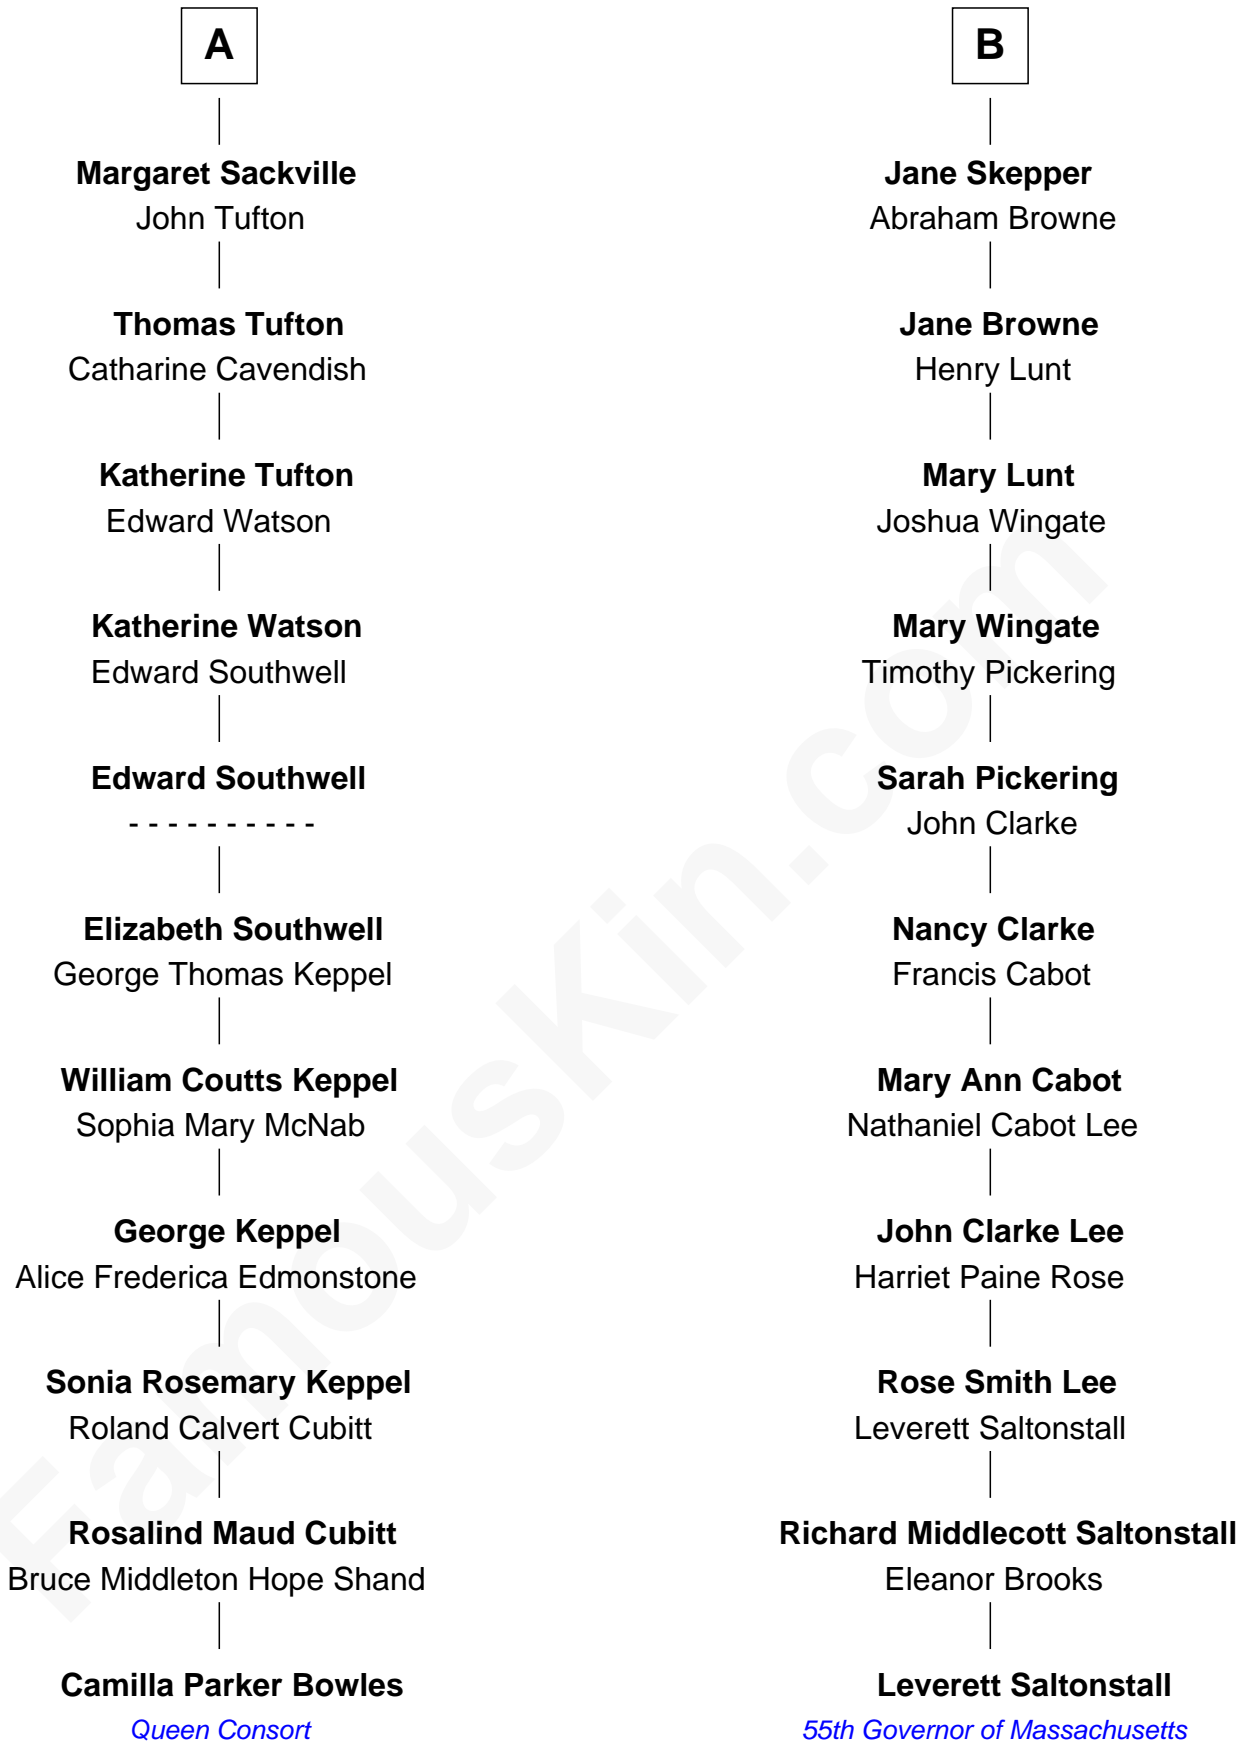 A
Margaret Sackville
John Tufton
Thomas Tufton
Catharine Cavendish
Katherine Tufton
Edward Watson
Katherine Watson
Edward Southwell
Edward Southwell
- - - - - - - - - -
Elizabeth Southwell
George Thomas Keppel
William Coutts Keppel
Sophia Mary McNab
George Keppel
Alice Frederica Edmonstone
Sonia Rosemary Keppel
Roland Calvert Cubitt
Rosalind Maud Cubitt
Bruce Middleton Hope Shand
Camilla Parker Bowles
Queen Consort
B
Jane Skepper
Abraham Browne
Jane Browne
Henry Lunt
Mary Lunt
Joshua Wingate
Mary Wingate
Timothy Pickering
Sarah Pickering
John Clarke
Nancy Clarke
Francis Cabot
Mary Ann Cabot
Nathaniel Cabot Lee
John Clarke Lee
Harriet Paine Rose
Rose Smith Lee
Leverett Saltonstall
Richard Middlecott Saltonstall
Eleanor Brooks
Leverett Saltonstall
55th Governor of Massachusetts
FamousKin.com